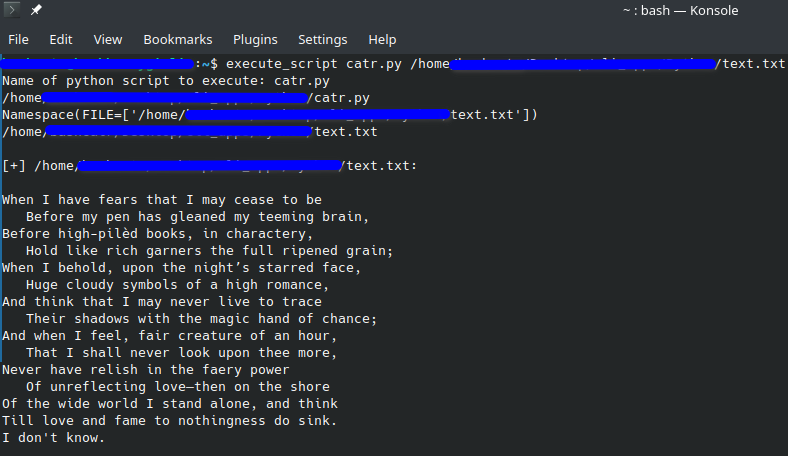 ~ : bash — Konsole
File Edit View Bookmarks Plugins Settings Help
:~$ execute_script catr.py /home/text.txt
Name of python script to execute: catr.py
/home/catr.py
Namespace(FILE=['/home/text.txt'])
/home/text.txt
[+] /home/text.txt:
When I have fears that I may cease to be
Before my pen has gleaned my teeming brain,
Before high-pilèd books, in charactery,
Hold like rich garners the full ripened grain;
When I behold, upon the night’s starred face,
Huge cloudy symbols of a high romance,
And think that I may never live to trace
Their shadows with the magic hand of chance;
And when I feel, fair creature of an hour,
That I shall never look upon thee more,
Never have relish in the faery power
Of unreflecting love—then on the shore
Of the wide world I stand alone, and think
Till love and fame to nothingness do sink.
I don't know.